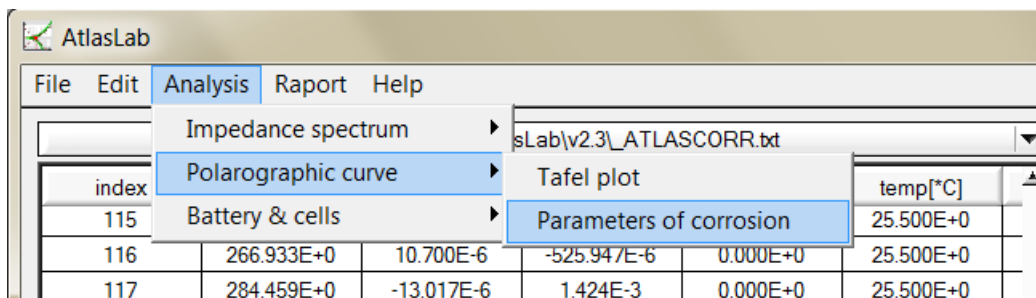 AtlasLab
File Edit Analysis Raport Help
Impedance spectrum
sLab\v2.3\_ATLASCORR.txt
Polarographic curve
Tafel plot
index
temp[*C]
Battery & cells
Parameters of corrosion
115
25.500E+0
116 266.933E+0 10.700E-6 -525.947E-6 0.000E+0 25.500E+0
117 284.459E+0 -13.017E-6 1.424E-3 0.000E+0 25.500E+0